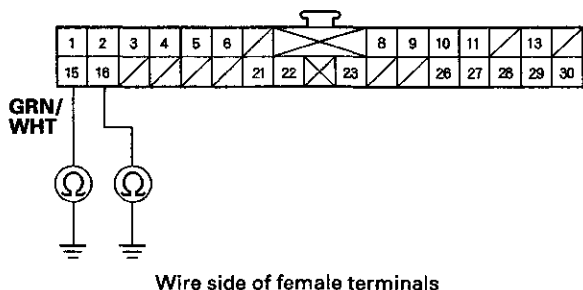 1 2 3 4 5 6 8 9 10 11 13
15 16 21 22 23 26 27 28 29 30
GRN/
WHT
Ω Ω
Wire side of female terminals